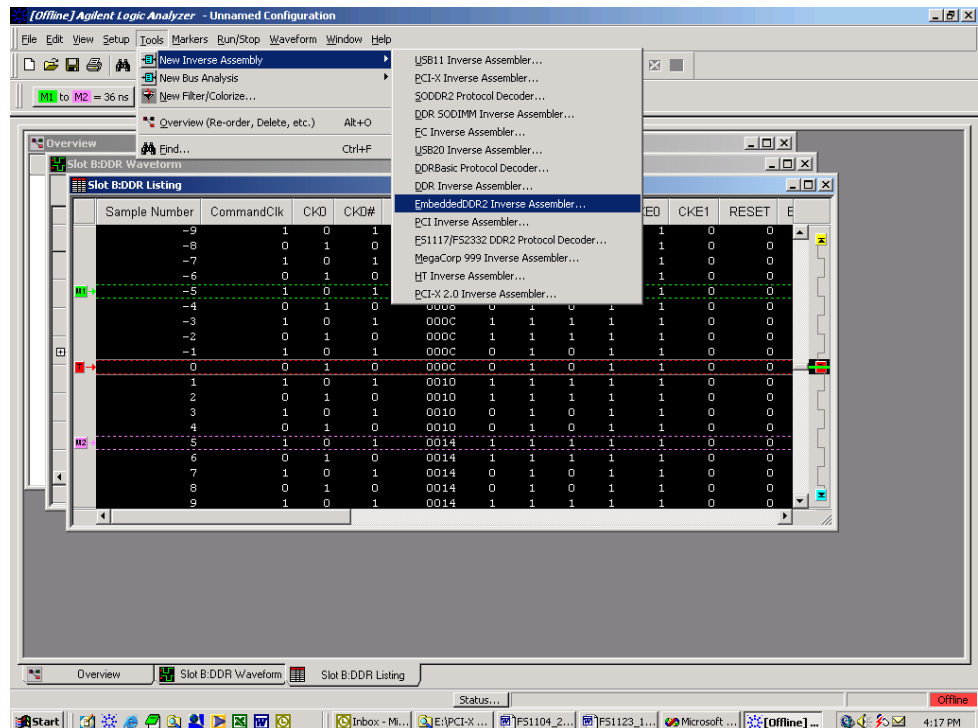 [Offline] Agilent Logic Analyzer - Unnamed Configuration
File Edit View Setup Tools Markers Run/Stop Waveform Window Help
M1 to M2 = 36 ns
New Inverse Assembly
New Bus Analysis
New Filter/Colorize...
Overview (Re-order, Delete, etc.) Alt+O
Find... Ctrl+F
USB11 Inverse Assembler...
PCI-X Inverse Assembler...
SODDR2 Protocol Decoder...
DDR SODIMM Inverse Assembler...
FC Inverse Assembler...
USB20 Inverse Assembler...
DDRBasic Protocol Decoder...
DDR Inverse Assembler...
EmbeddedDDR2 Inverse Assembler...
PCI Inverse Assembler...
FS1117/FS2332 DDR2 Protocol Decoder...
MegaCorp 999 Inverse Assembler...
HT Inverse Assembler...
PCI-X 2.0 Inverse Assembler...
Overview
Slot B:DDR Waveform
Slot B:DDR Listing
Sample Number CommandClk CK0 CK0# KE0 CKE1 RESET E
-9 1 0 1 1 0 0
-8 0 1 0 1 0 0
-7 1 0 1 1 0 0
-6 0 1 0 1 0 0
M1 -5 1 0 1 1 0 0
-4 0 1 0 0008 0 1 0 1 1 0 0
-3 1 0 1 000C 1 1 1 1 1 0 0
-2 0 1 0 000C 1 1 1 1 1 0 0
-1 1 0 1 000C 0 1 0 1 1 0 0
T 0 0 1 0 000C 0 1 0 1 1 0 0 T
1 1 0 1 0010 1 1 1 1 1 0 0
2 0 1 0 0010 1 1 1 1 1 0 0
3 1 0 1 0010 0 1 0 1 1 0 0
4 0 1 0 0010 0 1 0 1 1 0 0
M2 5 1 0 1 0014 1 1 1 1 1 0 0
6 0 1 0 0014 1 1 1 1 1 0 0
7 1 0 1 0014 0 1 0 1 1 0 0
8 0 1 0 0014 0 1 0 1 1 0 0
9 1 0 1 0014 1 1 1 1 1 0 0
Overview Slot B:DDR Waveform Slot B:DDR Listing
Status... Offline
Start Inbox - Mi... E:\PCI-X ... FS1104_2... FS1123_1... Microsoft ... [Offline] ... 4:17 PM